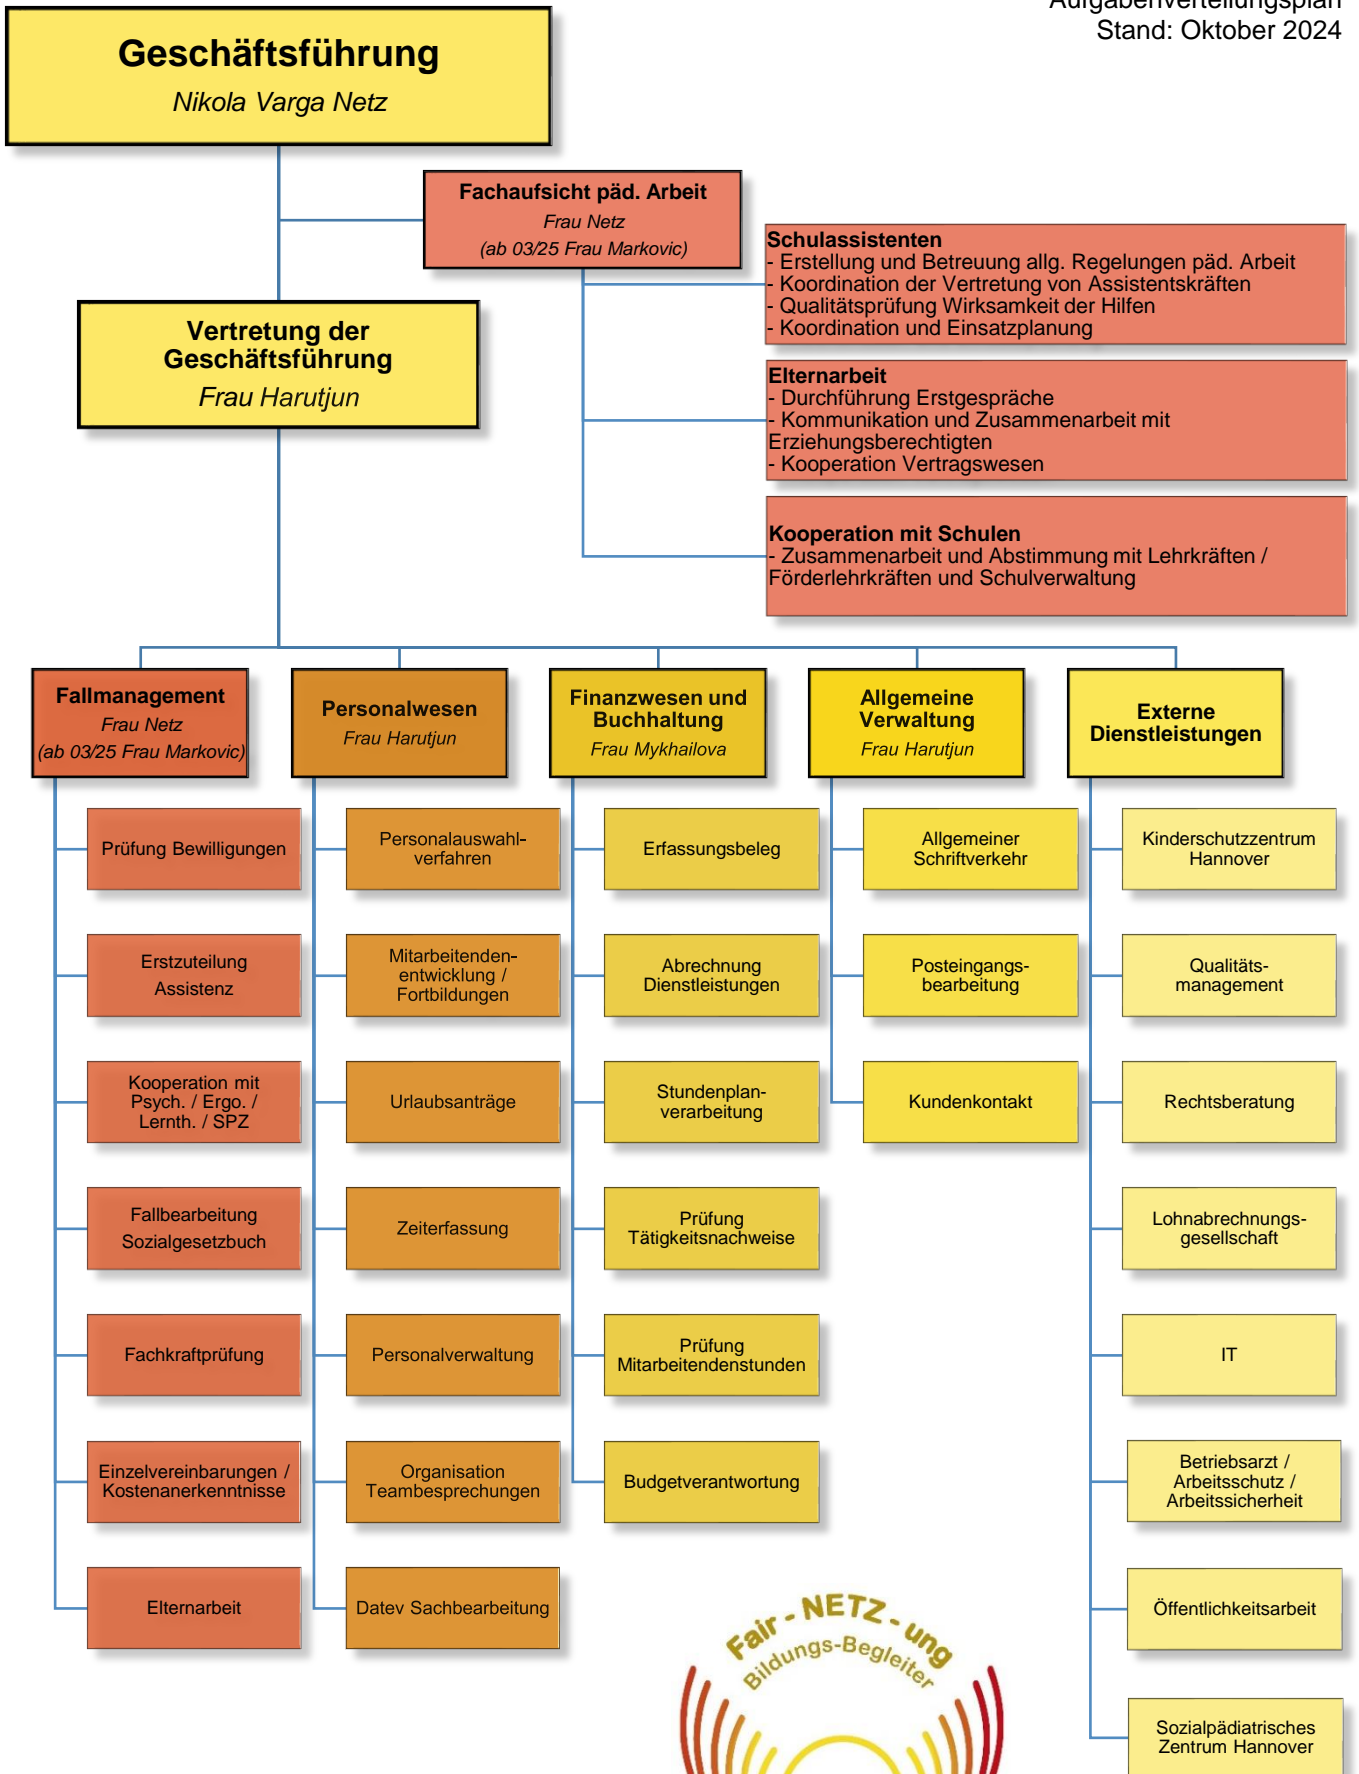 Aufgabenverteilungsplan
Stand: Oktober 2024
Geschäftsführung
Nikola Varga Netz
Fachaufsicht päd. Arbeit
Frau Netz
(ab 03/25 Frau Markovic)
Schulassistenten
- Erstellung und Betreuung allg. Regelungen päd. Arbeit
- Koordination der Vertretung von Assistentskräften
- Qualitätsprüfung Wirksamkeit der Hilfen
- Koordination und Einsatzplanung
Vertretung der
Geschäftsführung
Frau Harutjun
Elternarbeit
- Durchführung Erstgespräche
- Kommunikation und Zusammenarbeit mit
Erziehungsberechtigten
- Kooperation Vertragswesen
Kooperation mit Schulen
- Zusammenarbeit und Abstimmung mit Lehrkräften /
Förderlehrkräften und Schulverwaltung
Fallmanagement
Frau Netz
(ab 03/25 Frau Markovic)
Prüfung Bewilligungen
Erstzuteilung
Assistenz
Kooperation mit
Psych. / Ergo. /
Lernth. / SPZ
Fallbearbeitung
Sozialgesetzbuch
Fachkraftprüfung
Einzelvereinbarungen /
Kostenanerkenntnisse
Elternarbeit
Personalwesen
Frau Harutjun
Personalauswahl-
verfahren
Mitarbeitenden-
entwicklung /
Fortbildungen
Urlaubsanträge
Zeiterfassung
Personalverwaltung
Organisation
Teambesprechungen
Datev Sachbearbeitung
Finanzwesen und
Buchhaltung
Frau Mykhailova
Erfassungsbeleg
Abrechnung
Dienstleistungen
Stundenplan-
verarbeitung
Prüfung
Tätigkeitsnachweise
Prüfung
Mitarbeitendenstunden
Budgetverantwortung
Allgemeine
Verwaltung
Frau Harutjun
Allgemeiner
Schriftverkehr
Posteingangs-
bearbeitung
Kundenkontakt
Externe
Dienstleistungen
Kinderschutzzentrum
Hannover
Qualitäts-
management
Rechtsberatung
Lohnabrechnungs-
gesellschaft
IT
Betriebsarzt /
Arbeitsschutz /
Arbeitssicherheit
Öffentlichkeitsarbeit
Sozialpädiatrisches
Zentrum Hannover
Fair - NETZ - ung
Bildungs-Begleiter